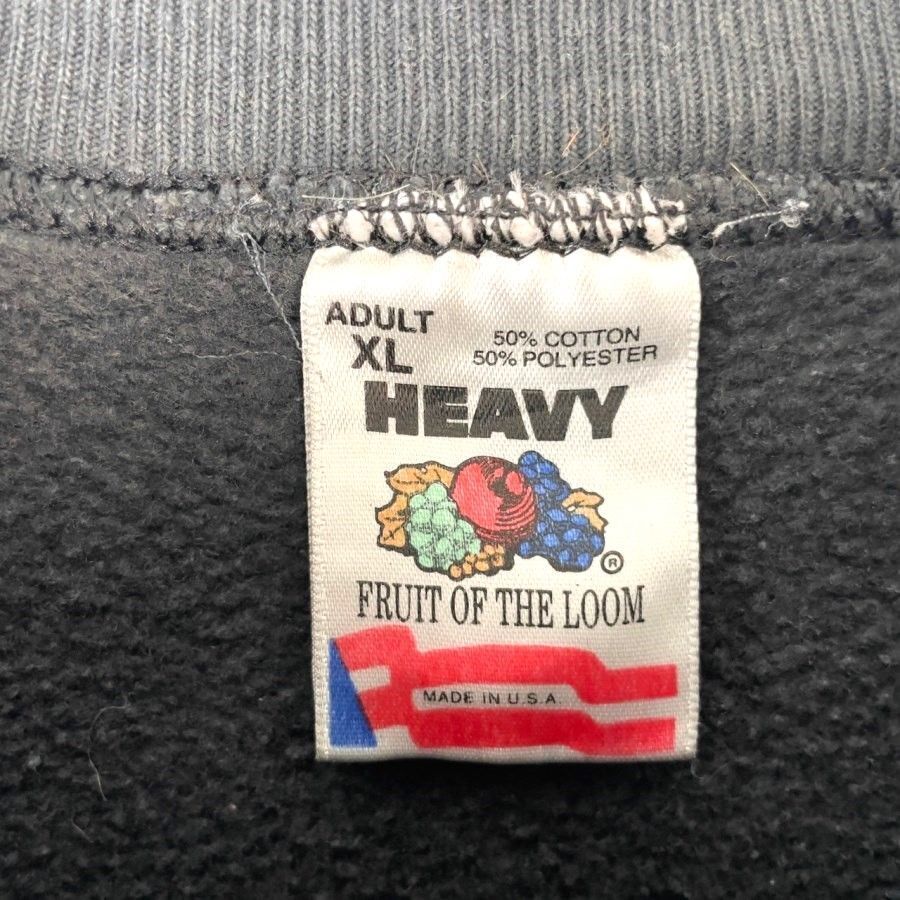 ADULT
XL
50% COTTON
50% POLYESTER
HEAVY
®
FRUIT OF THE LOOM
MADE IN U.S.A.